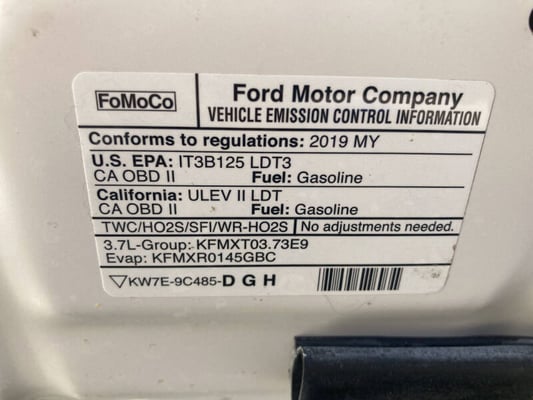 FoMoCo
Ford Motor Company
VEHICLE EMISSION CONTROL INFORMATION
Conforms to regulations: 2019 MY
U.S. EPA: IT3B125 LDT3
CA OBD II Fuel: Gasoline
California: ULEV II LDT
CA OBD II Fuel: Gasoline
TWC/HO2S/SFI/WR-HO2S No adjustments needed.
3.7L-Group: KFMXT03.73E9
Evap: KFMXR0145GBC
KW7E-9C485-D G H